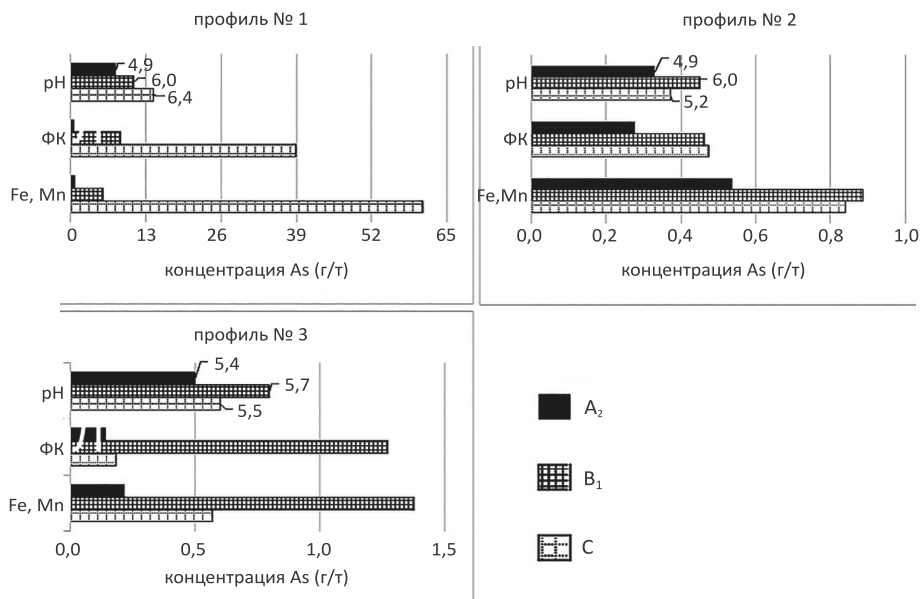 профиль № 1
pH
4,9
6,0
6,4
ФК
Fe, Mn
0 13 26 39 52 65
концентрация As (г/т)
профиль № 2
4,9
pH
6,0
5,2
ФК
Fe,Mn
0,0 0,2 0,4 0,6 0,8 1,0
концентрация As (г/т)
профиль № 3
5,4
pH
5,7
5,5
ФК
Fe, Mn
0,0 0,5 1,0 1,5
концентрация As (г/т)
A₂
B₁
C